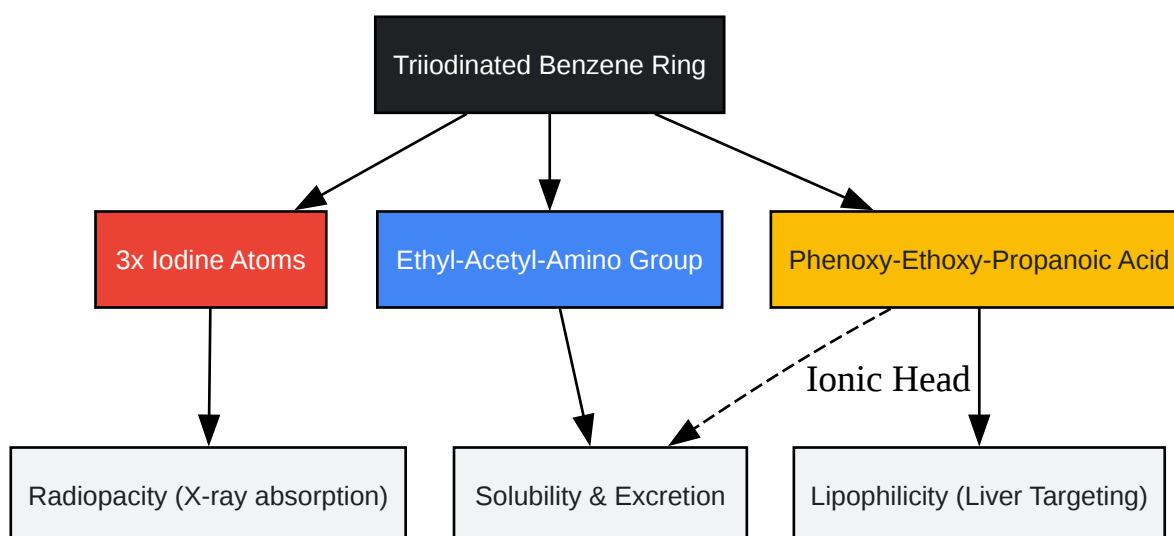 Triiodinated Benzene Ring
3x Iodine Atoms
Ethyl-Acetyl-Amino Group
Phenoxy-Ethoxy-Propanoic Acid
Ionic Head
Radiopacity (X-ray absorption)
Solubility & Excretion
Lipophilicity (Liver Targeting)